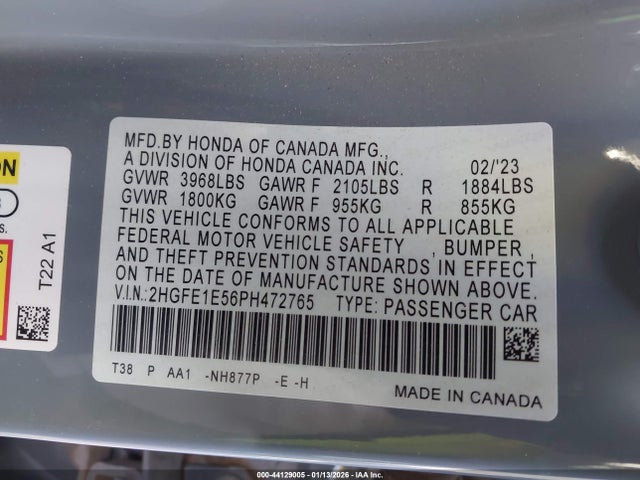 MFD.BY HONDA OF CANADA MFG.,
A DIVISION OF HONDA CANADA INC. 02/'23
GVWR 3968LBS GAWR F 2105LBS R 1884LBS
GVWR 1800KG GAWR F 955KG R 855KG
THIS VEHICLE CONFORMS TO ALL APPLICABLE
FEDERAL MOTOR VEHICLE SAFETY , BUMPER ,
AND THEFT PREVENTION STANDARDS IN EFFECT
ON THE DATE OF MANUFACTURE SHOWN ABOVE.
V.I.N.:2HGFE1E56PH472765 TYPE: PASSENGER CAR
T38 P AA1 -NH877P -E -H
MADE IN CANADA
T22 A1
000-44129005 | 01/13/2026 - IAA Inc.